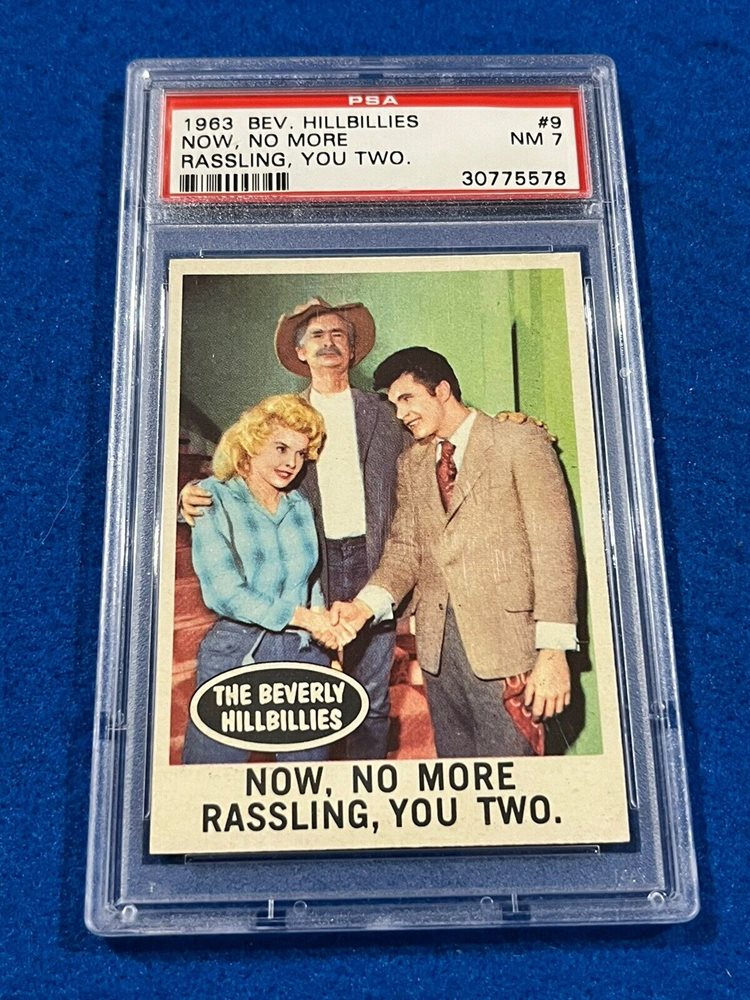 PSA
1963 BEV. HILLBILLIES #9
NOW, NO MORE NM 7
RASSLING, YOU TWO.
30775578
THE BEVERLY
HILLBILLIES
NOW, NO MORE
RASSLING, YOU TWO.